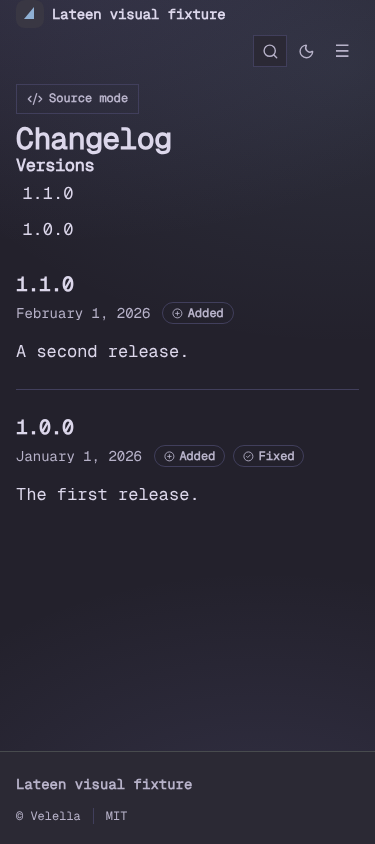 Lateen visual fixture
Source mode
Changelog
Versions
1.1.0
1.0.0
1.1.0
February 1, 2026 Added
A second release.
1.0.0
January 1, 2026 Added Fixed
The first release.
Lateen visual fixture
© Velella MIT